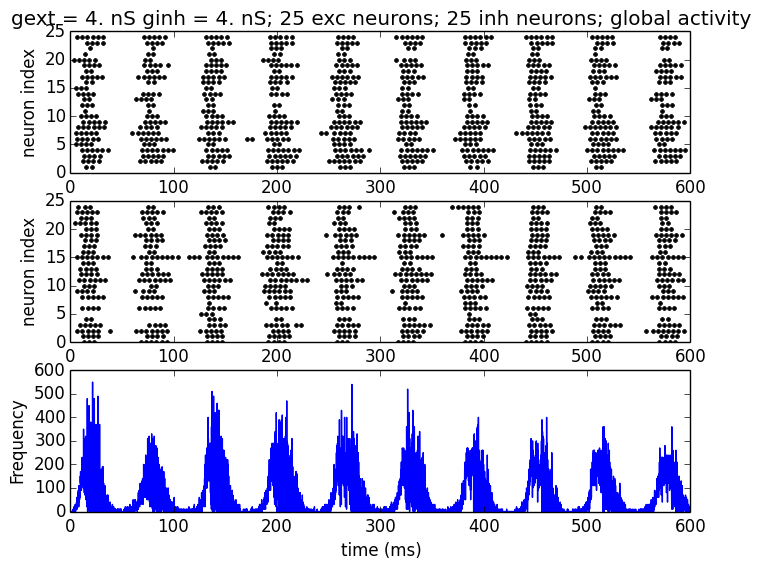 gext = 4. nS ginh = 4. nS; 25 exc neurons; 25 inh neurons; global activity
25
20
15
10
5
0
neuron index
0 100 200 300 400 500 600
25
20
15
10
5
0
neuron index
0 100 200 300 400 500 600
600
500
400
300
200
100
0
Frequency
0 100 200 300 400 500 600
time (ms)